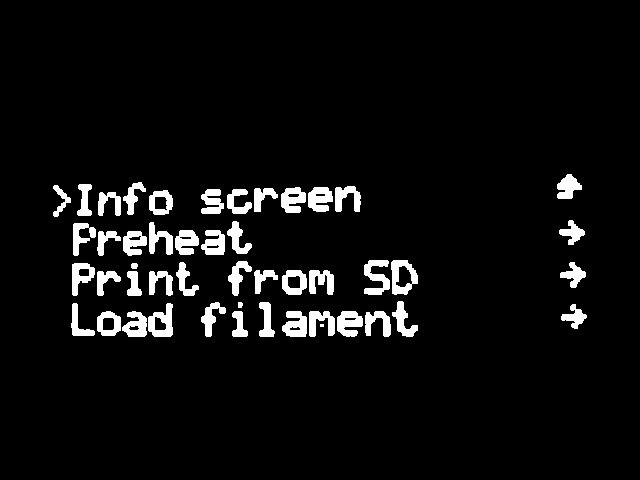 >Info screen ↑
Preheat →
Print from SD →
Load filament →